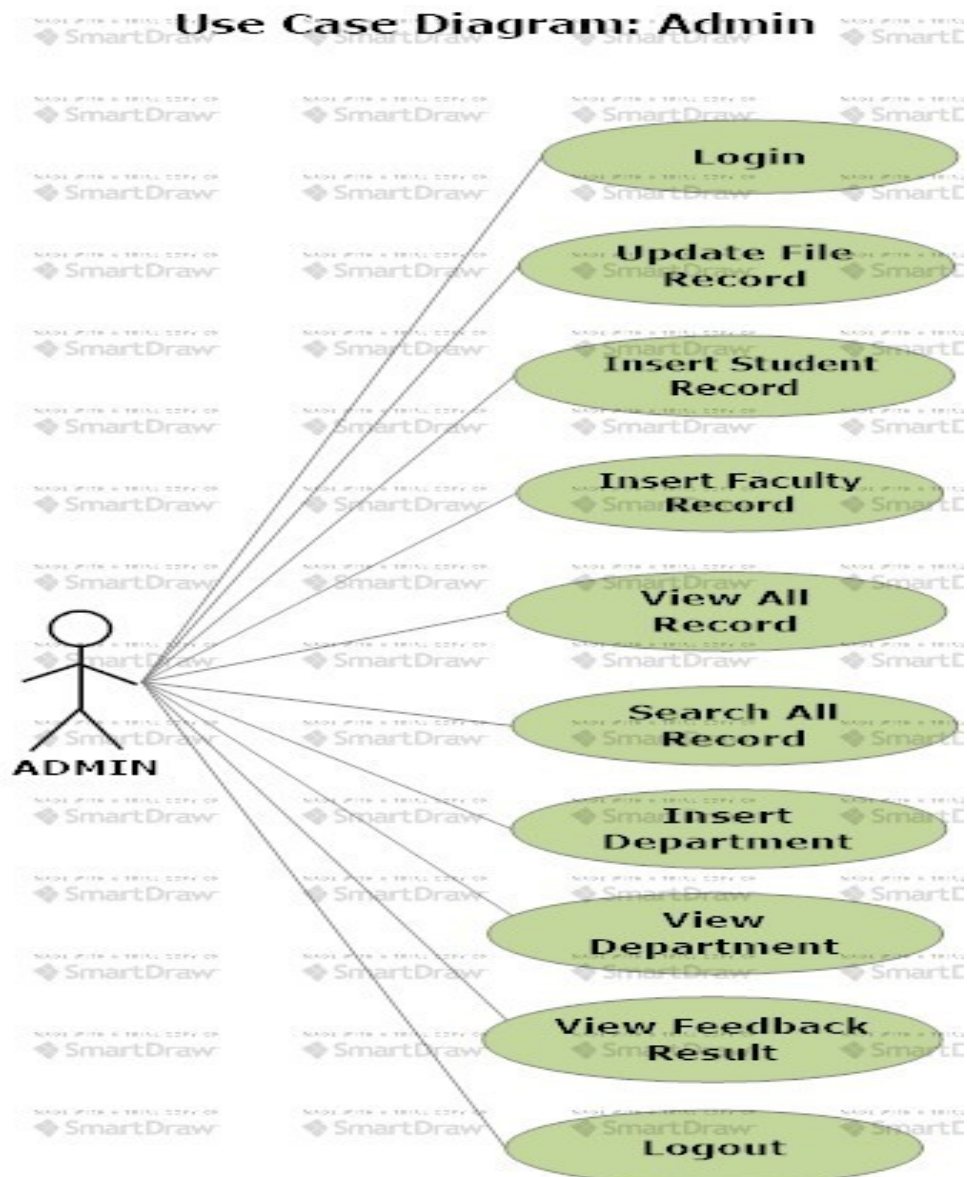 Use Case Diagram: Admin
Login
Update File
Record
Insert Student
Record
Insert Faculty
Record
View All
Record
ADMIN
Search All
Record
Insert
Department
View
Department
View Feedback
Result
Logout
SmartDraw